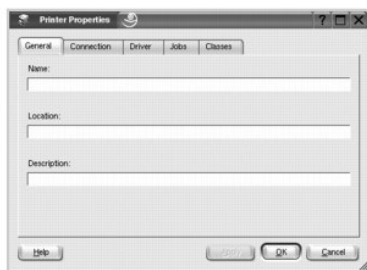 Printer Properties
General Connection Driver Jobs Classes
Name:
Location:
Description:
Help Apply OK Cancel